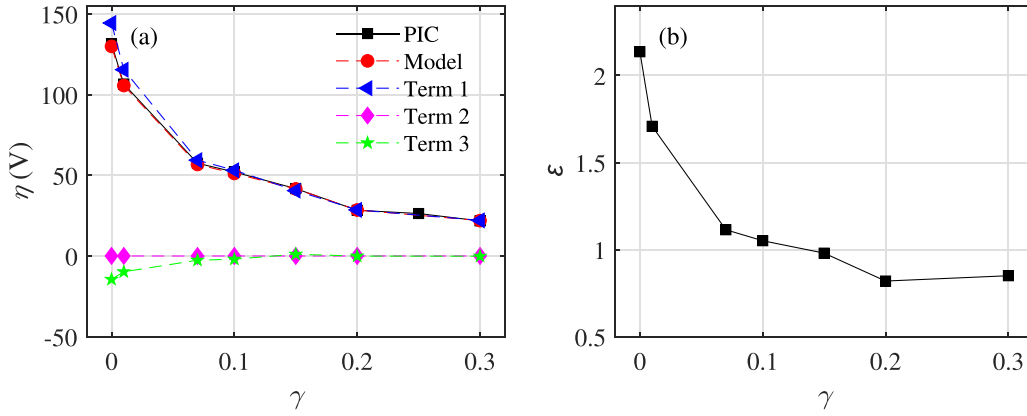 (a)
PIC
Model
Term 1
Term 2
Term 3
150
100
50
0
-50
η (V)
0 0.1 0.2 0.3
γ
(b)
2
1.5
1
0.5
ε
0 0.1 0.2 0.3
γ